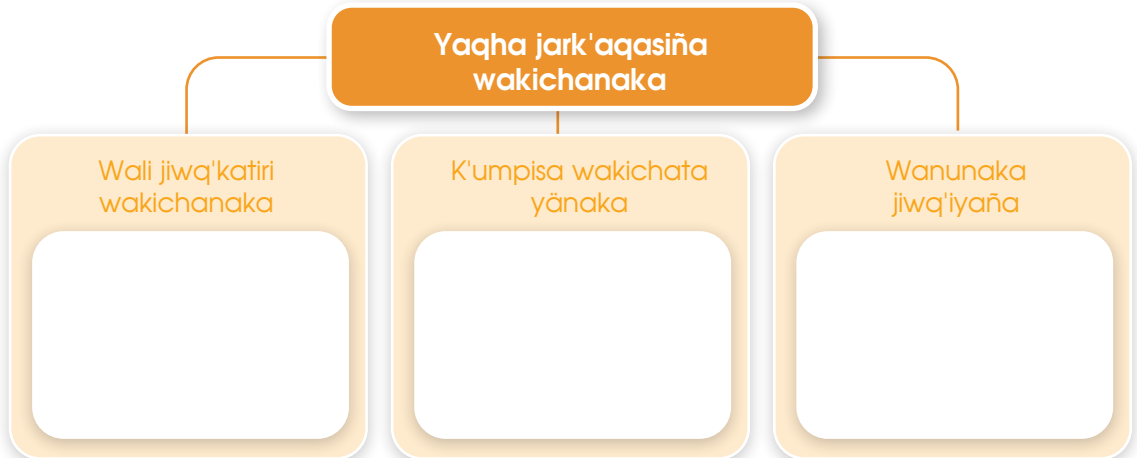 Yaqha jark'aqasiña
wakichanaka
Wali jiwq'katiri
wakichanaka
K'umpisa wakichata
yänaka
Wanunaka
jiwq'iyaña